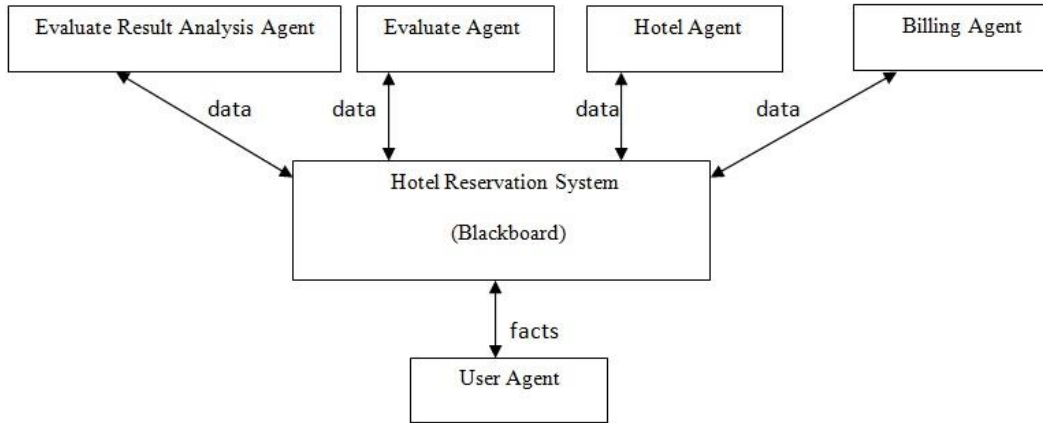 Evaluate Result Analysis Agent
Evaluate Agent
Hotel Agent
Billing Agent
data
data
data
data
Hotel Reservation System
(Blackboard)
facts
User Agent